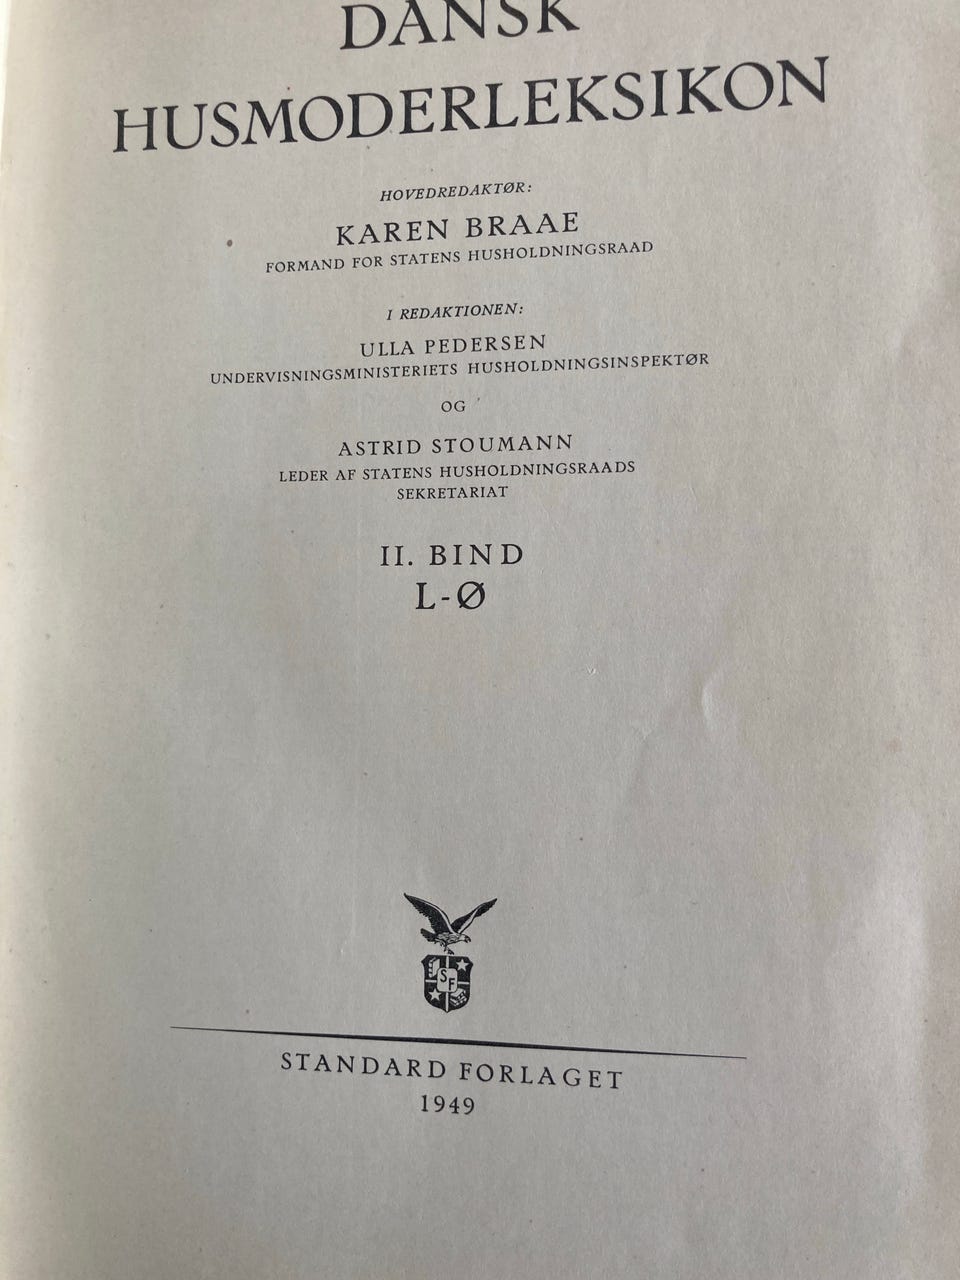 DANSK
HUSMODERLEKSIKON
HOVEDREDAKTØR:
KAREN BRAAE
FORMAND FOR STATENS HUSHOLDNINGSRAAD
I REDAKTIONEN:
ULLA PEDERSEN
UNDERVISNINGSMINISTERIETS HUSHOLDNINGSINSPEKTØR
OG
ASTRID STOUMANN
LEDER AF STATENS HUSHOLDNINGSRAADS
SEKRETARIAT
II. BIND
L-Ø
SF
STANDARD FORLAGET
1949